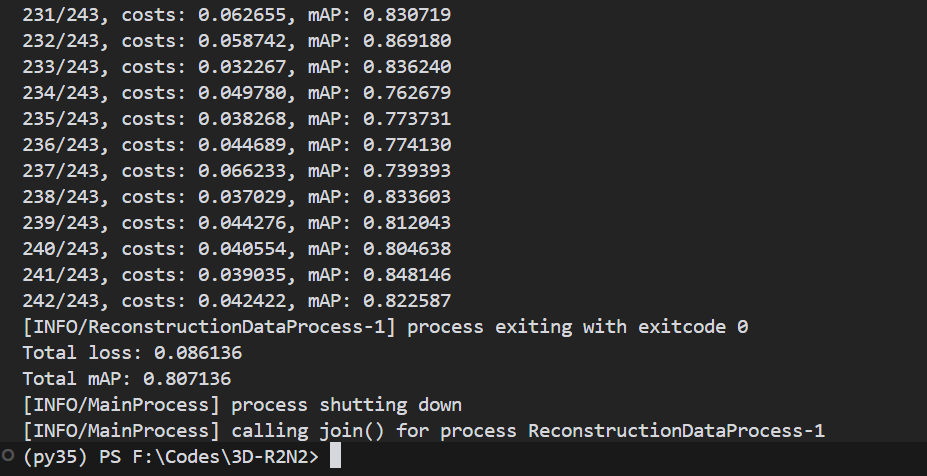 231/243, costs: 0.062655, mAP: 0.830719
232/243, costs: 0.058742, mAP: 0.869180
233/243, costs: 0.032267, mAP: 0.836240
234/243, costs: 0.049780, mAP: 0.762679
235/243, costs: 0.038268, mAP: 0.773731
236/243, costs: 0.044689, mAP: 0.774130
237/243, costs: 0.066233, mAP: 0.739393
238/243, costs: 0.037029, mAP: 0.833603
239/243, costs: 0.044276, mAP: 0.812043
240/243, costs: 0.040554, mAP: 0.804638
241/243, costs: 0.039035, mAP: 0.848146
242/243, costs: 0.042422, mAP: 0.822587
[INFO/ReconstructionDataProcess-1] process exiting with exitcode 0
Total loss: 0.086136
Total mAP: 0.807136
[INFO/MainProcess] process shutting down
[INFO/MainProcess] calling join() for process ReconstructionDataProcess-1
(py35) PS F:\Codes\3D-R2N2>